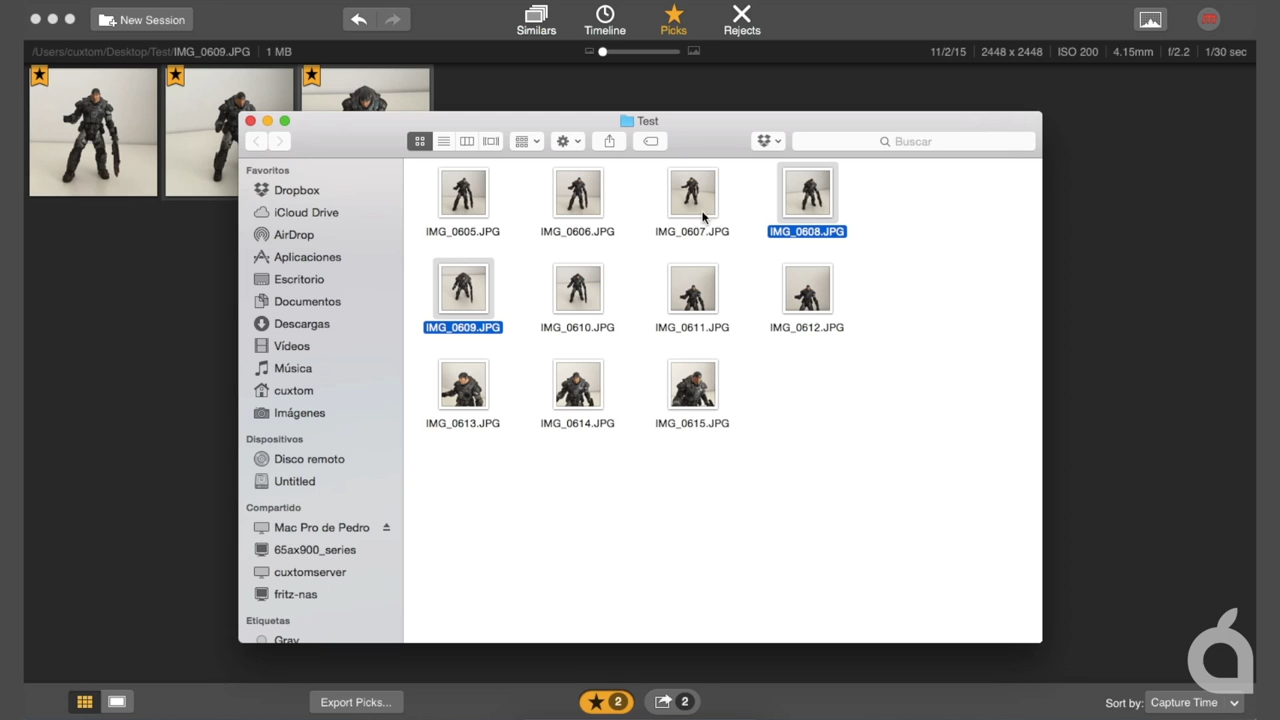 New Session
Similars
Timeline
Picks
Rejects
/Users/cuxtom/Desktop/Test/IMG_0609.JPG | 1 MB
11/2/15 | 2448 x 2448 | ISO 200 | 4.15mm | f/2.2 | 1/30 sec
Test
Buscar
Favoritos
Dropbox
iCloud Drive
AirDrop
Aplicaciones
Escritorio
Documentos
Descargas
Vídeos
Música
cuxtom
Imágenes
Dispositivos
Disco remoto
Untitled
Compartido
Mac Pro de Pedro
65ax900_series
cuxtomserver
fritz-nas
Etiquetas
Gray
IMG_0605.JPG IMG_0606.JPG IMG_0607.JPG IMG_0608.JPG
IMG_0609.JPG IMG_0610.JPG IMG_0611.JPG IMG_0612.JPG
IMG_0613.JPG IMG_0614.JPG IMG_0615.JPG
Export Picks...
2
2
Sort by: Capture Time